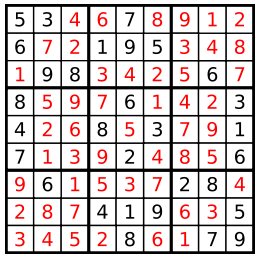 5 3 4 6 7 8 9 1 2
6 7 2 1 9 5 3 4 8
1 9 8 3 4 2 5 6 7
8 5 9 7 6 1 4 2 3
4 2 6 8 5 3 7 9 1
7 1 3 9 2 4 8 5 6
9 6 1 5 3 7 2 8 4
2 8 7 4 1 9 6 3 5
3 4 5 2 8 6 1 7 9